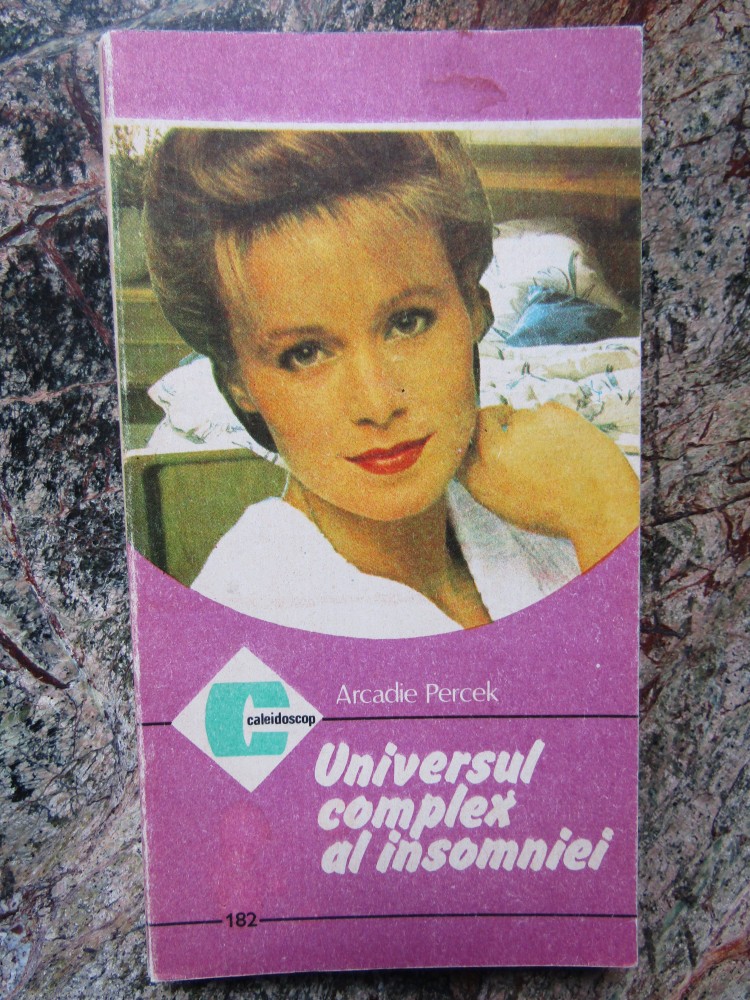 Arcadie Percek
caleidoscop
Universul
complex
al insomniei
182